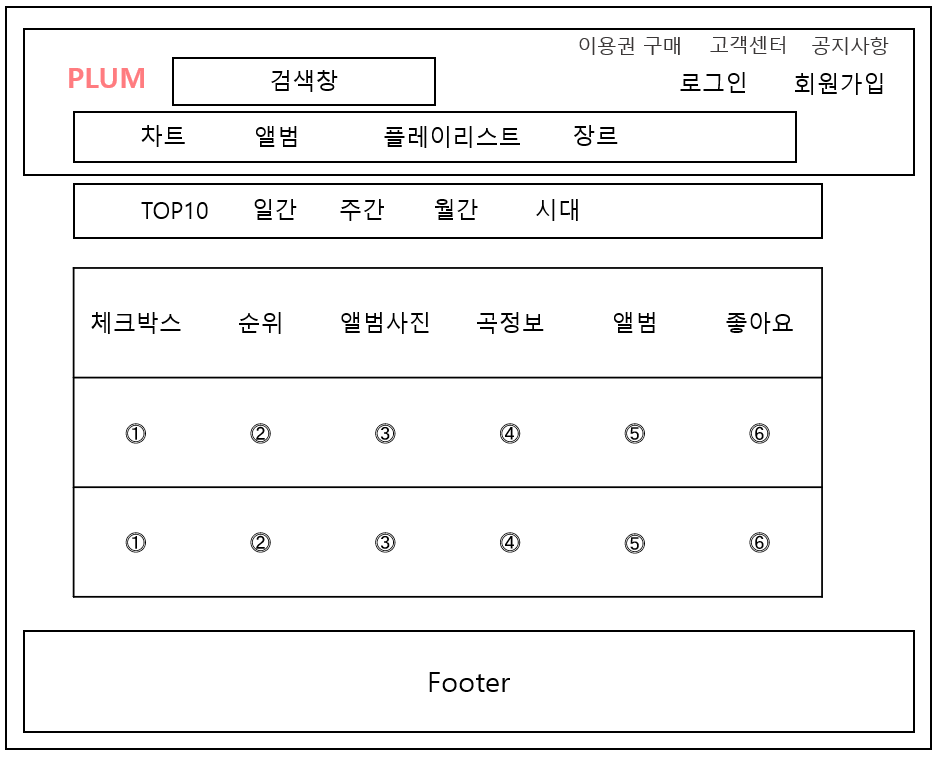 이용권 구매 고객센터 공지사항
PLUM 검색창 로그인 회원가입
차트 앨범 플레이리스트 장르
TOP10 일간 주간 월간 시대
체크박스 순위 앨범사진 곡정보 앨범 좋아요
① ② ③ ④ ⑤ ⑥
① ② ③ ④ ⑤ ⑥
Footer